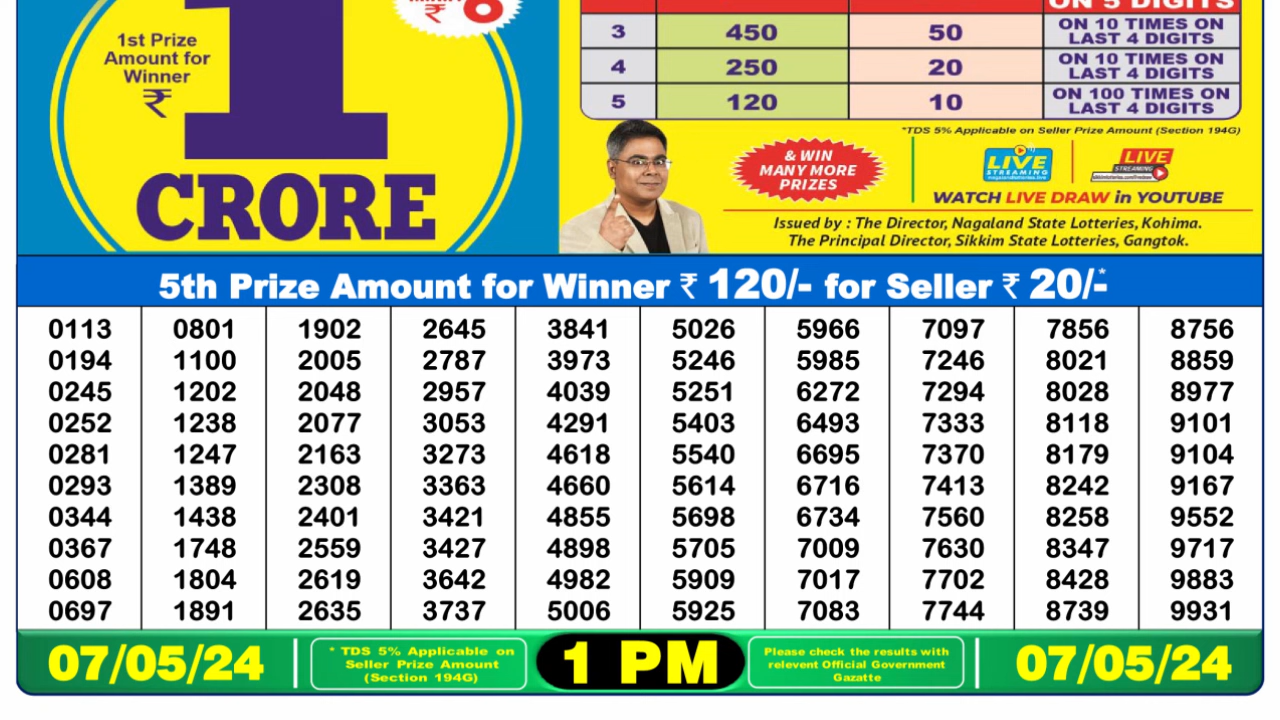 ₹ 6
1st Prize
Amount for
Winner
₹
1
CRORE
ON 5 DIGITS
3 450 50 ON 10 TIMES ON LAST 4 DIGITS
4 250 20 ON 10 TIMES ON LAST 4 DIGITS
5 120 10 ON 100 TIMES ON LAST 4 DIGITS
*TDS 5% Applicable on Seller Prize Amount (Section 194G)
& WIN
MANY MORE
PRIZES
LIVE
STREAMING
LIVE
STREAMING
WATCH LIVE DRAW in YOUTUBE
Issued by : The Director, Nagaland State Lotteries, Kohima.
The Principal Director, Sikkim State Lotteries, Gangtok.
5th Prize Amount for Winner ₹ 120/- for Seller ₹ 20/-*
0113 0801 1902 2645 3841 5026 5966 7097 7856 8756
0194 1100 2005 2787 3973 5246 5985 7246 8021 8859
0245 1202 2048 2957 4039 5251 6272 7294 8028 8977
0252 1238 2077 3053 4291 5403 6493 7333 8118 9101
0281 1247 2163 3273 4618 5540 6695 7370 8179 9104
0293 1389 2308 3363 4660 5614 6716 7413 8242 9167
0344 1438 2401 3421 4855 5698 6734 7560 8258 9552
0367 1748 2559 3427 4898 5705 7009 7630 8347 9717
0608 1804 2619 3642 4982 5909 7017 7702 8428 9883
0697 1891 2635 3737 5006 5925 7083 7744 8739 9931
07/05/24
* TDS 5% Applicable on
Seller Prize Amount
(Section 194G)
1 PM
Please check the results with
relevent Official Government
Gazatte
07/05/24